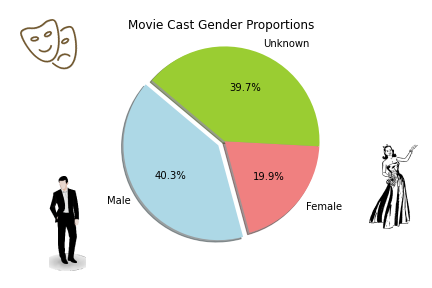 Movie Cast Gender Proportions
Unknown
39.7%
40.3%
19.9%
Male
Female